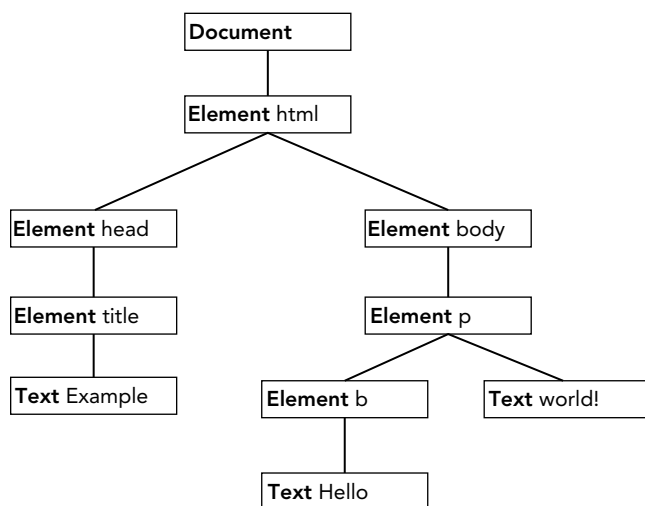 Document
Element html
Element head
Element body
Element title
Element p
Text Example
Element b
Text world!
Text Hello